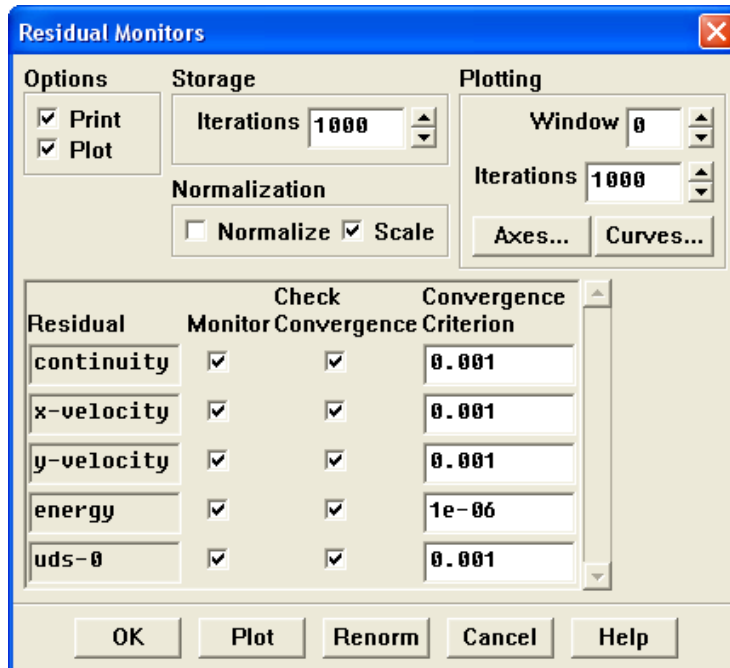 Residual Monitors
Options
Print
Plot
Storage
Iterations 1000
Normalization
Normalize Scale
Plotting
Window 0
Iterations 1000
Axes... Curves...
Residual Monitor Check Convergence Convergence Criterion
continuity 0.001
x-velocity 0.001
y-velocity 0.001
energy 1e-06
uds-0 0.001
OK Plot Renorm Cancel Help